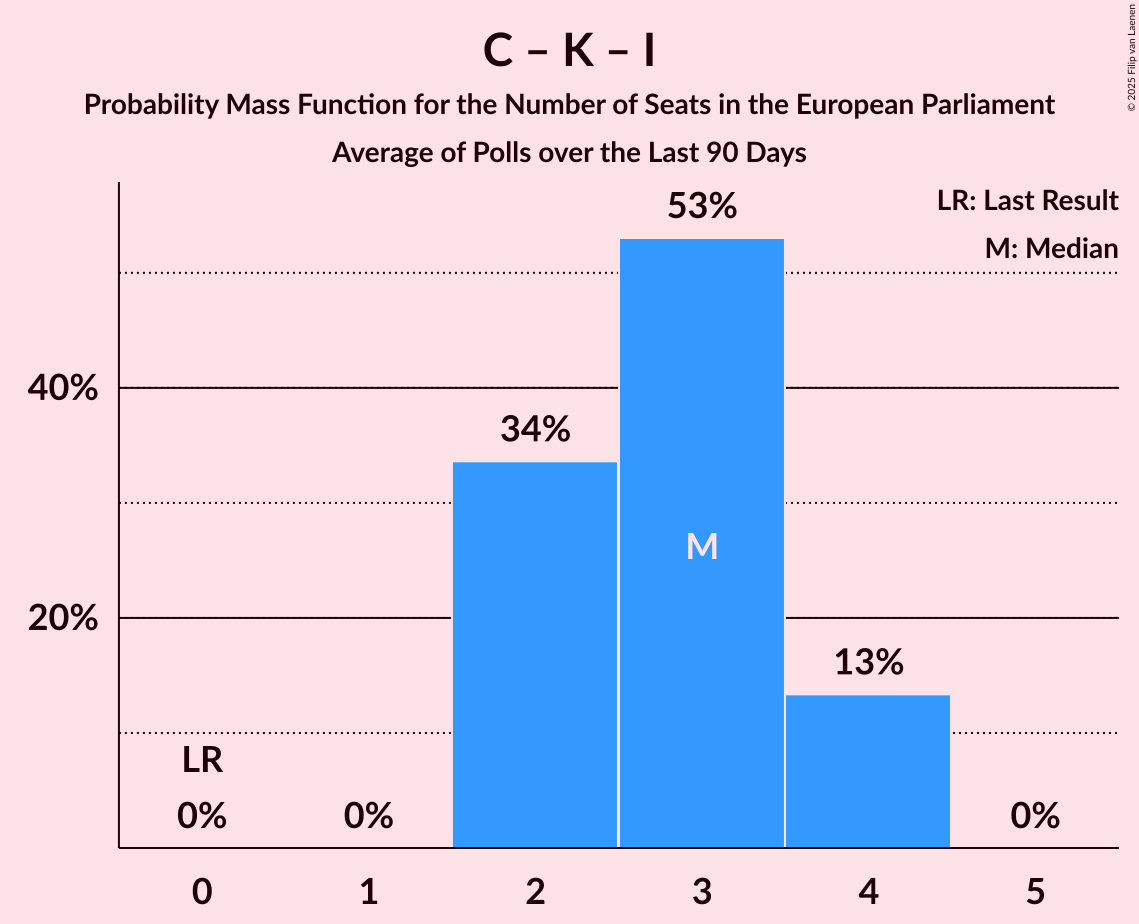 C – K – I
Probability Mass Function for the Number of Seats in the European Parliament
Average of Polls over the Last 90 Days
© 2025 Filip van Laenen
LR: Last Result
M: Median
53%
40%
34%
M
20%
13%
LR
0%
0%
0%
0
1
2
3
4
5